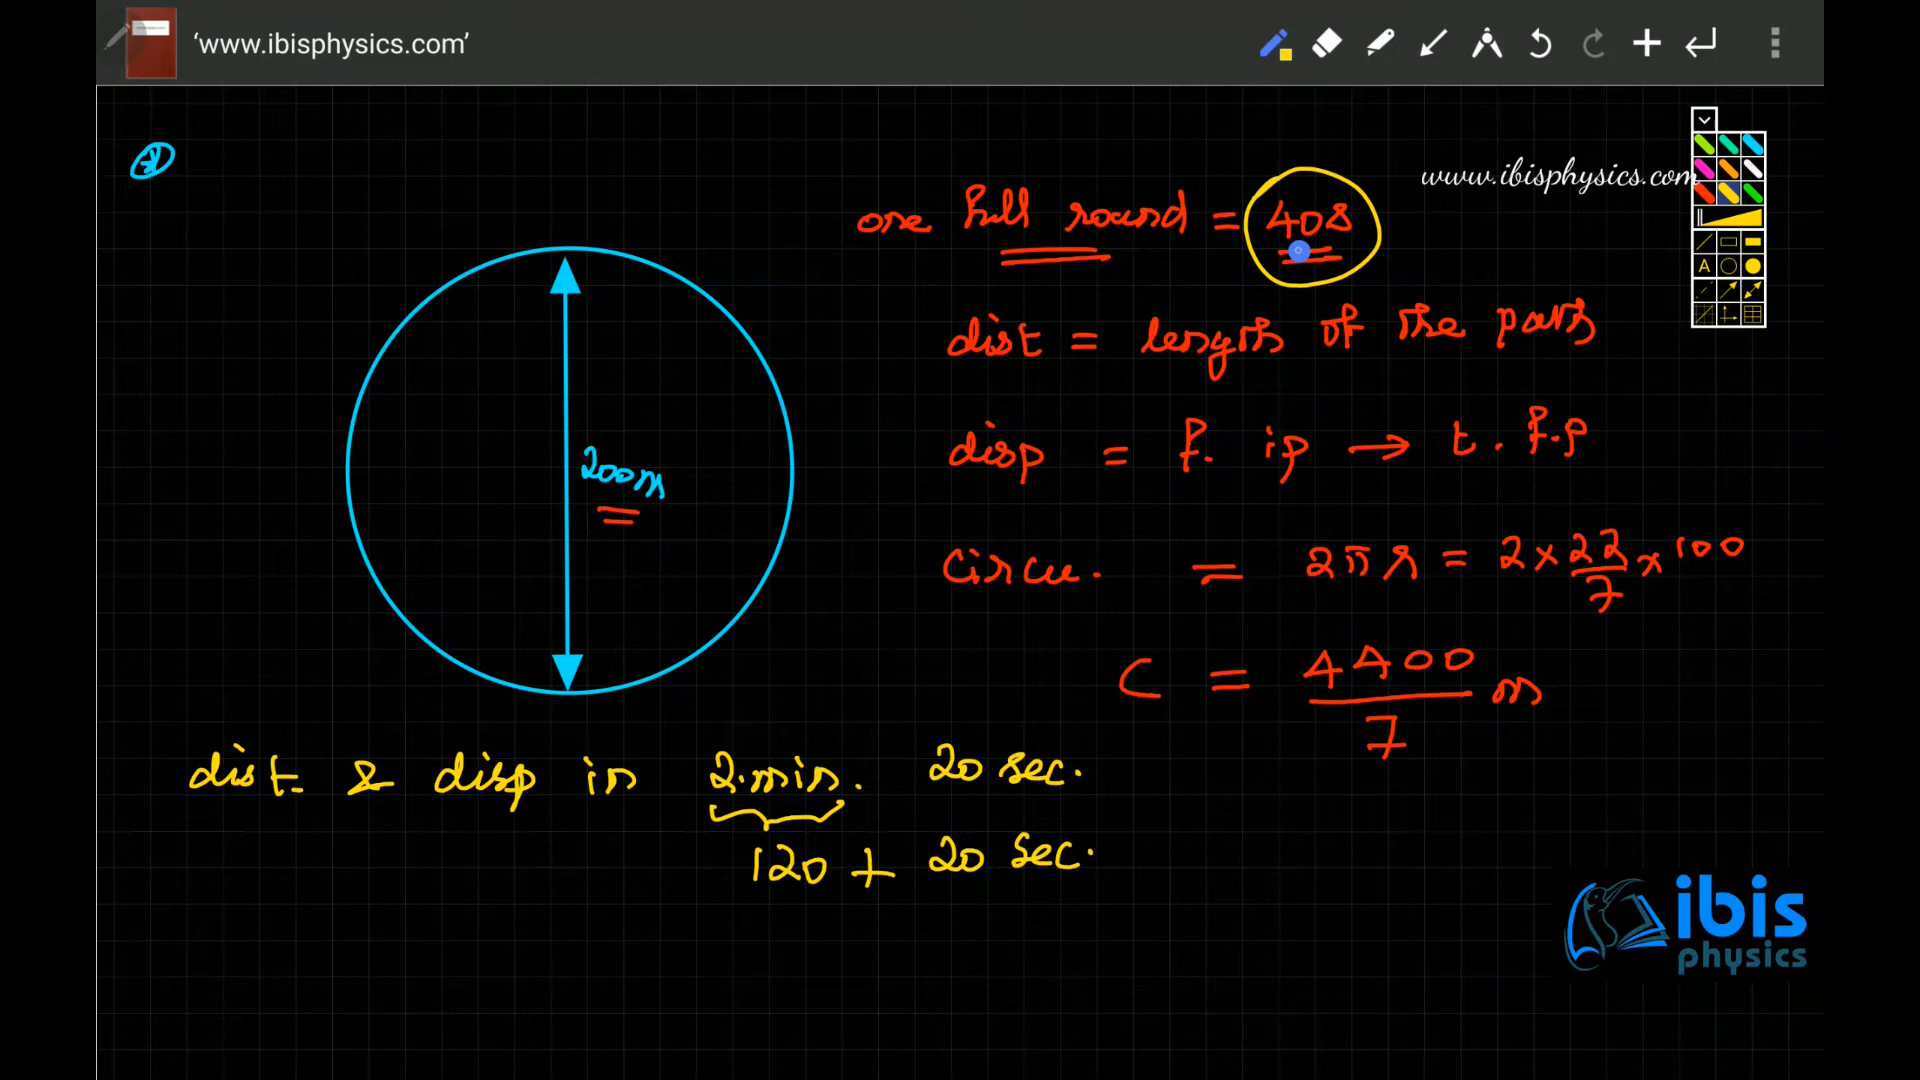 ‘www.ibisphysics.com’
www.ibisphysics.com
one full round = 40s
dist = length of the path
disp = f. ip → t. f.p
200m
Circu. = 2πr = 2 × 22/7 × 100
C = 4400/7 m
dist & disp in 2 min. 20 sec.
120 + 20 sec.
ibis
physics
A